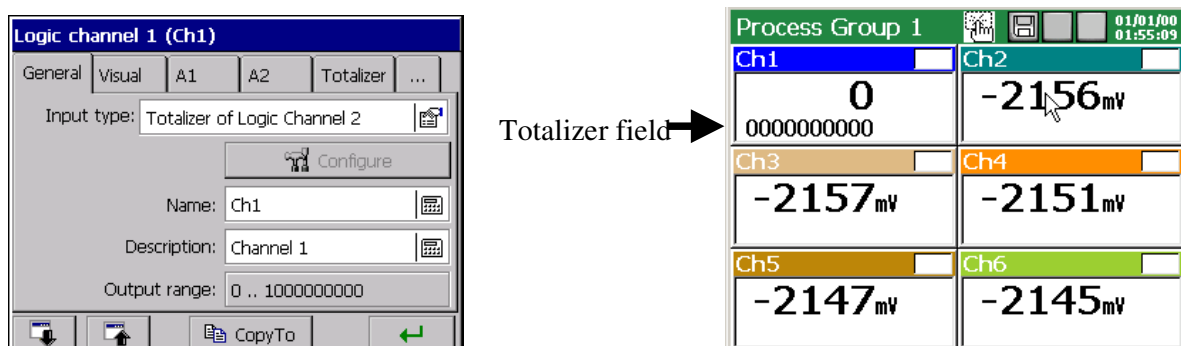 Logic channel 1 (Ch1)
General Visual A1 A2 Totalizer ...
Input type: Totalizer of Logic Channel 2
Configure
Name: Ch1
Description: Channel 1
Output range: 0 .. 1000000000
CopyTo
Totalizer field
Process Group 1 01/01/00
01:55:09
Ch1 Ch2
0 -2156mV
0000000000
Ch3 Ch4
-2157mV -2151mV
Ch5 Ch6
-2147mV -2145mV